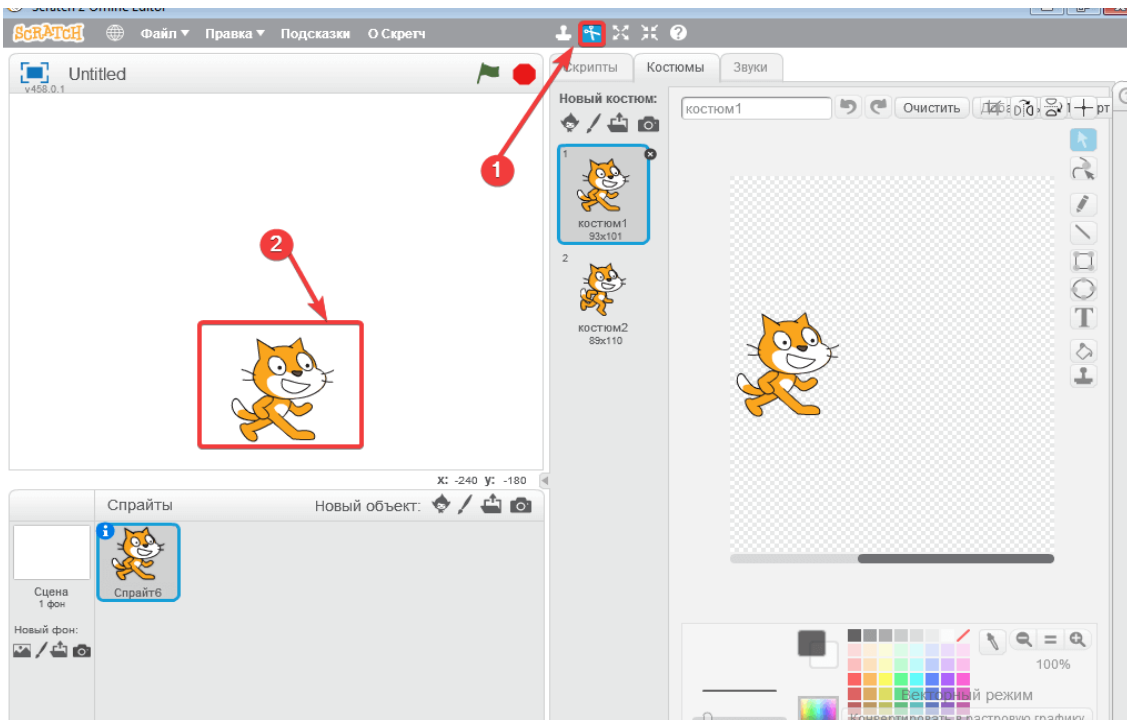 Scratch 2 Offline Editor
SCRATCH Файл Правка Подсказки О Скретч
Untitled
v458.0.1
1
2
X: -240 y: -180
Скрипты Костюмы Звуки
Новый костюм:
1
костюм1
93x101
2
костюм2
89x110
костюм1 Очистить
Спрайты Новый объект:
Спрайт6
Сцена
1 фон
Новый фон:
100%
Векторный режим
Конвертировать в растровую графику